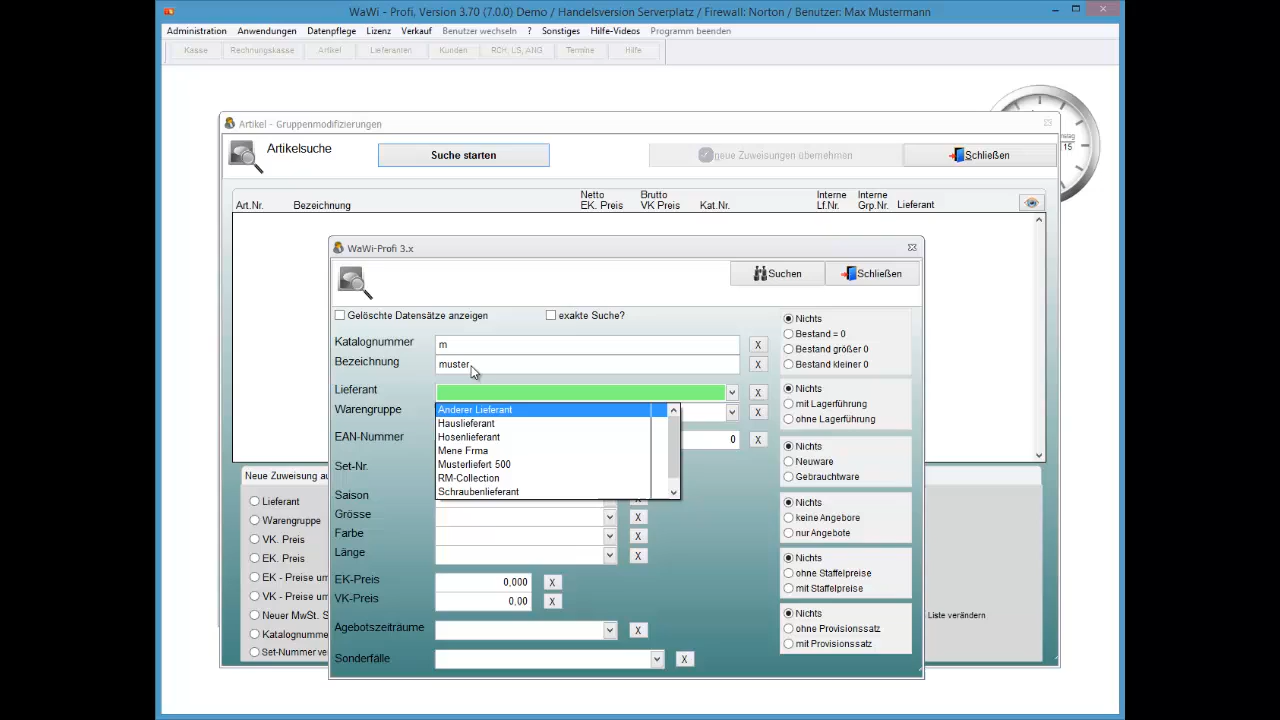 WaWi - Profi, Version 3.70 (7.0.0) Demo / Handelsversion Serverplatz / Firewall: Norton / Benutzer: Max Mustermann
Administration Anwendungen Datenpflege Lizenz Verkauf Benutzer wechseln ? Sonstiges Hilfe-Videos Programm beenden
Kasse Rechnungskasse Artikel Lieferanten Kunden RCH, LS, ANG Termine Hilfe
Artikel - Gruppenmodifizierungen
Artikelsuche
Suche starten
neue Zuweisungen übernehmen
Schließen
15
Art.Nr. Bezeichnung Netto EK. Preis Brutto VK Preis Kat.Nr. Interne Lf.Nr. Interne Grp.Nr. Lieferant
WaWi-Profi 3.x
Suchen Schließen
Gelöschte Datensätze anzeigen exakte Suche?
Katalognummer m X
Bezeichnung muster X
Lieferant X
Warengruppe X
EAN-Nummer 0 X
Set-Nr.
Anderer Lieferant
Hauslieferant
Hosenlieferant
Mene Frma
Musterliefert 500
RM-Collection
Schraubenlieferant
Saison X
Grösse X
Farbe X
Länge X
EK-Preis 0,000 X
VK-Preis 0,00 X
Agebotszeiträume X
Sonderfälle X
Nichts
Bestand = 0
Bestand größer 0
Bestand kleiner 0
Nichts
mit Lagerführung
ohne Lagerführung
Nichts
Neuware
Gebrauchtware
Nichts
keine Angebore
nur Angebote
Nichts
ohne Staffelpreise
mit Staffelpreise
Nichts
ohne Provisionssatz
mit Provisionssatz
Neue Zuweisung au
Lieferant
Warengruppe
VK. Preis
EK. Preis
EK - Preise um
VK - Preise um
Neuer MwSt. S
Katalognumme
Set-Nummer ve
Liste verändern